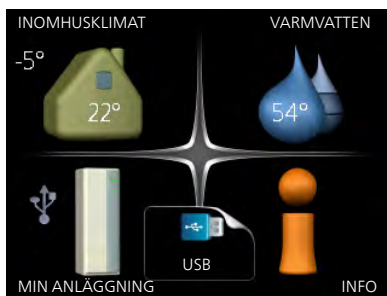 INOMHUSKLIMAT
VARMVATTEN
-5°
22°
54°
USB
MIN ANLÄGGNING
INFO